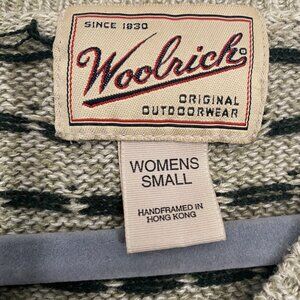 SINCE 1830
Woolrich
ORIGINAL
OUTDOORWEAR
WOMENS
SMALL
HANDFRAMED IN
HONG KONG